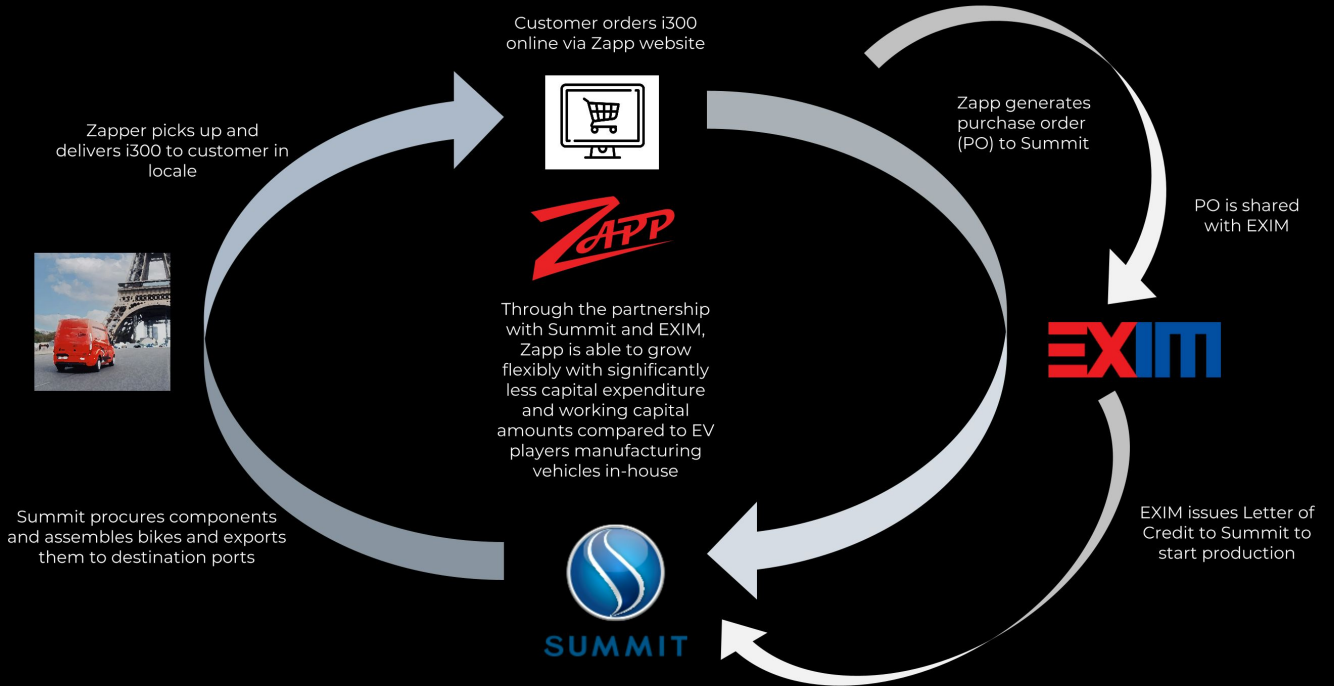 Customer orders i300
online via Zapp website
Zapper picks up and
delivers i300 to customer in
locale
Zapp generates
purchase order
(PO) to Summit
PO is shared
with EXIM
ZAPP
EXIM
Through the partnership
with Summit and EXIM,
Zapp is able to grow
flexibly with significantly
less capital expenditure
and working capital
amounts compared to EV
players manufacturing
vehicles in-house
Summit procures components
and assembles bikes and exports
them to destination ports
EXIM issues Letter of
Credit to Summit to
start production
SUMMIT